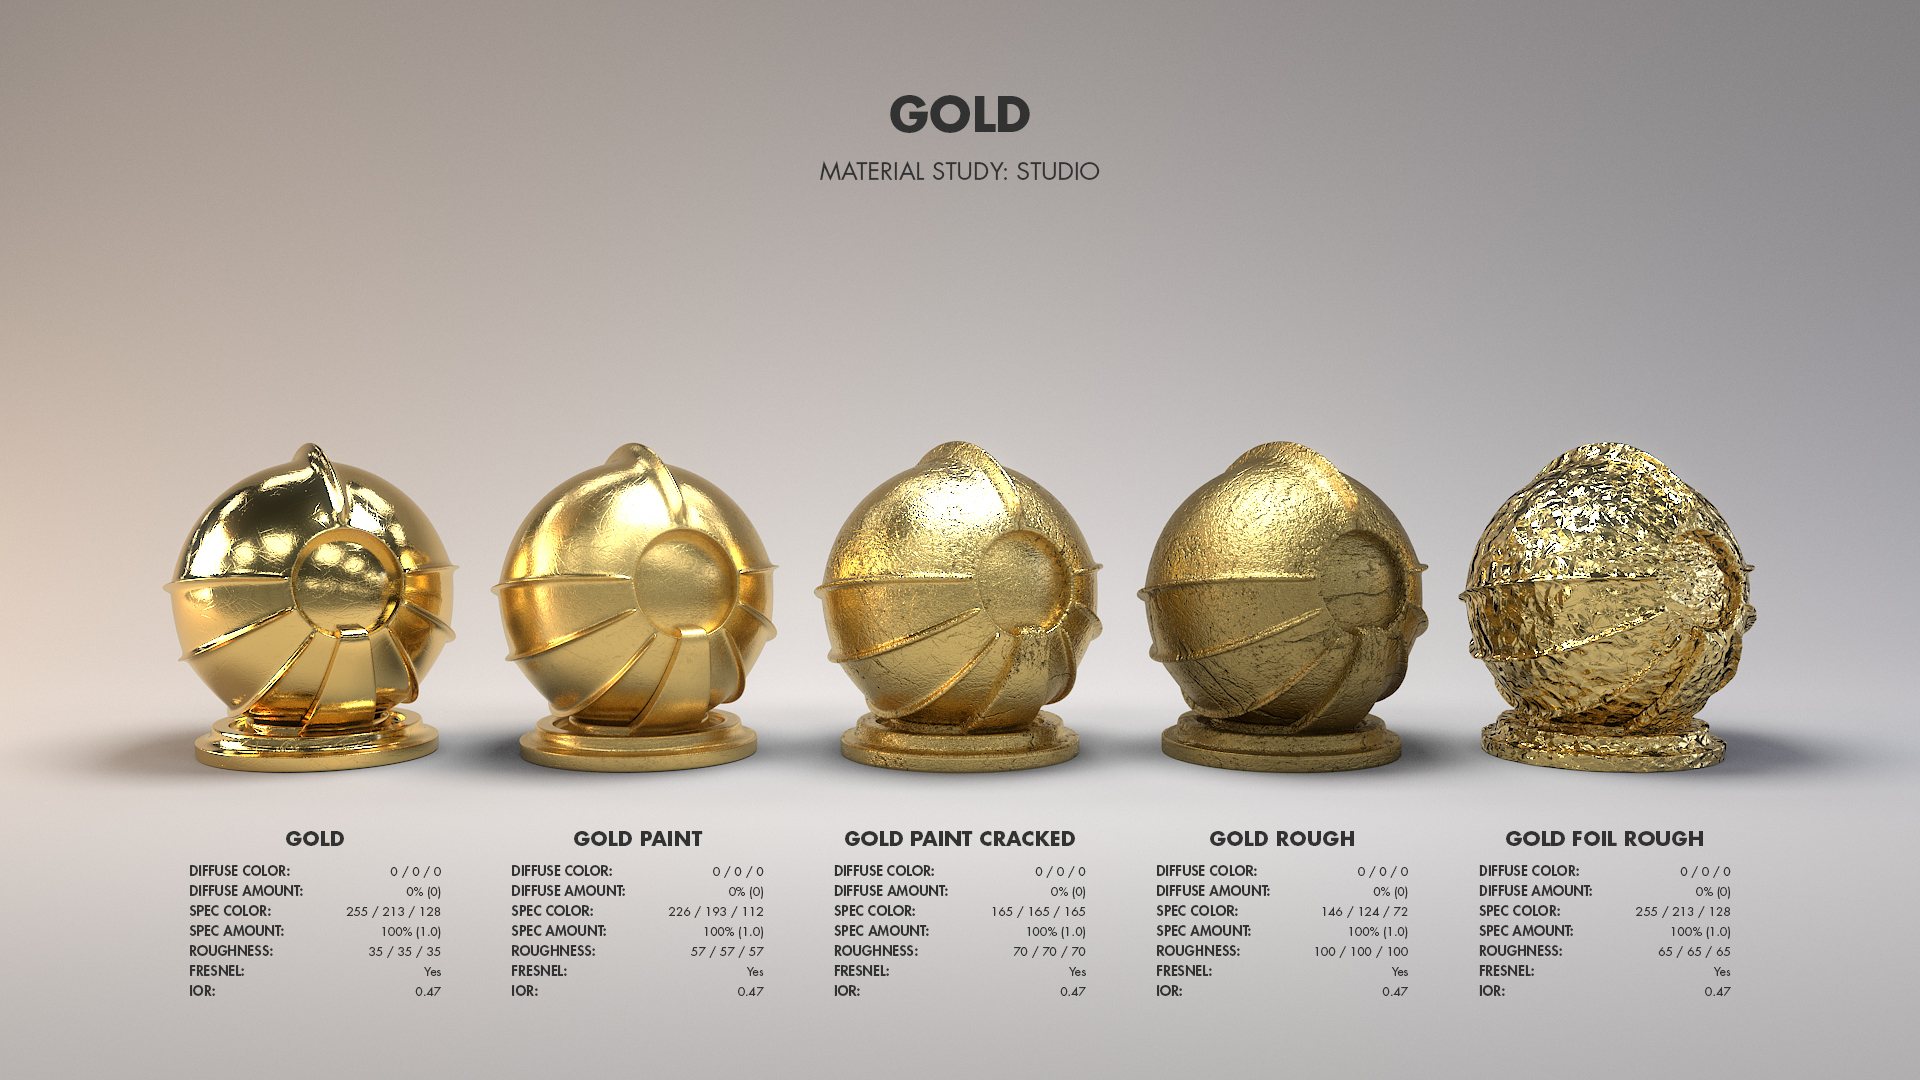 GOLD
MATERIAL STUDY: STUDIO
GOLD
DIFFUSE COLOR: 0 / 0 / 0
DIFFUSE AMOUNT: 0% (0)
SPEC COLOR: 255 / 213 / 128
SPEC AMOUNT: 100% (1.0)
ROUGHNESS: 35 / 35 / 35
FRESNEL: Yes
IOR: 0.47
GOLD PAINT
DIFFUSE COLOR: 0 / 0 / 0
DIFFUSE AMOUNT: 0% (0)
SPEC COLOR: 226 / 193 / 112
SPEC AMOUNT: 100% (1.0)
ROUGHNESS: 57 / 57 / 57
FRESNEL: Yes
IOR: 0.47
GOLD PAINT CRACKED
DIFFUSE COLOR: 0 / 0 / 0
DIFFUSE AMOUNT: 0% (0)
SPEC COLOR: 165 / 165 / 165
SPEC AMOUNT: 100% (1.0)
ROUGHNESS: 70 / 70 / 70
FRESNEL: Yes
IOR: 0.47
GOLD ROUGH
DIFFUSE COLOR: 0 / 0 / 0
DIFFUSE AMOUNT: 0% (0)
SPEC COLOR: 146 / 124 / 72
SPEC AMOUNT: 100% (1.0)
ROUGHNESS: 100 / 100 / 100
FRESNEL: Yes
IOR: 0.47
GOLD FOIL ROUGH
DIFFUSE COLOR: 0 / 0 / 0
DIFFUSE AMOUNT: 0% (0)
SPEC COLOR: 255 / 213 / 128
SPEC AMOUNT: 100% (1.0)
ROUGHNESS: 65 / 65 / 65
FRESNEL: Yes
IOR: 0.47